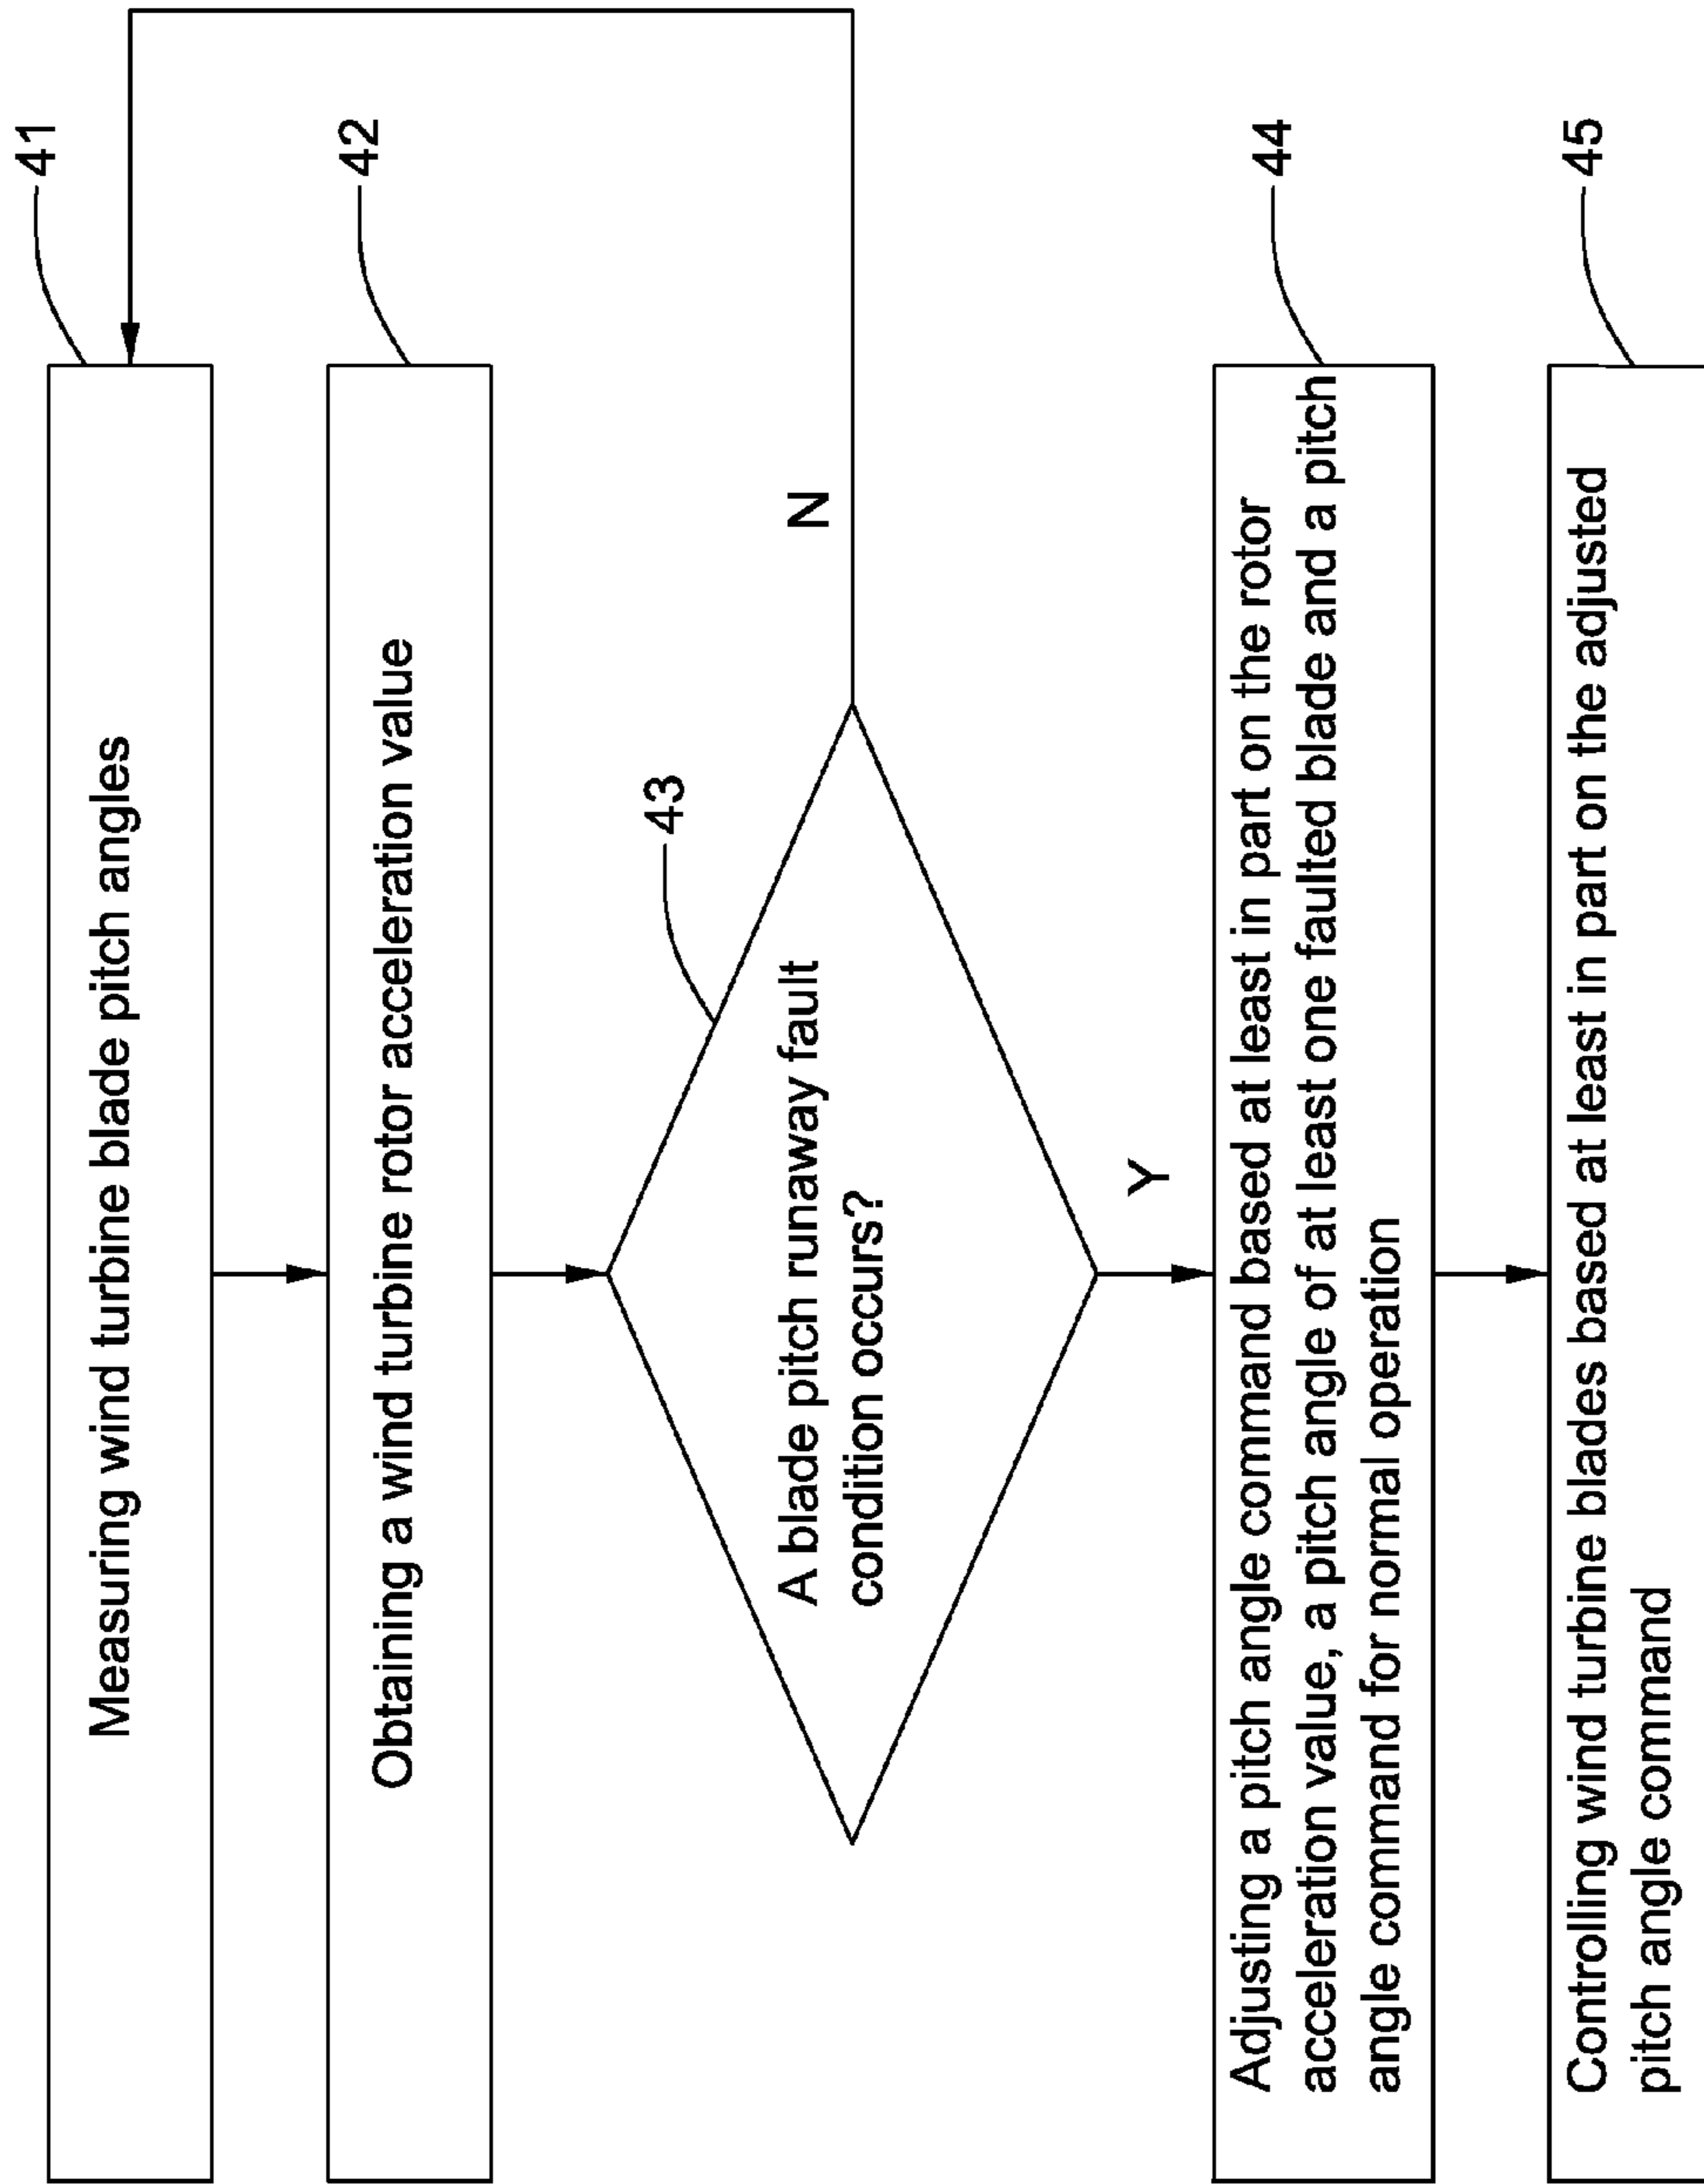 41
Measuring wind turbine blade pitch angles
42
Obtaining a wind turbine rotor acceleration value
43
A blade pitch runaway fault
condition occurs?
N
Y
44
Adjusting a pitch angle command based at least in part on the rotor
acceleration value, a pitch angle of at least one faulted blade and a pitch
angle command for normal operation
45
Controlling wind turbine blades based at least in part on the adjusted
pitch angle command